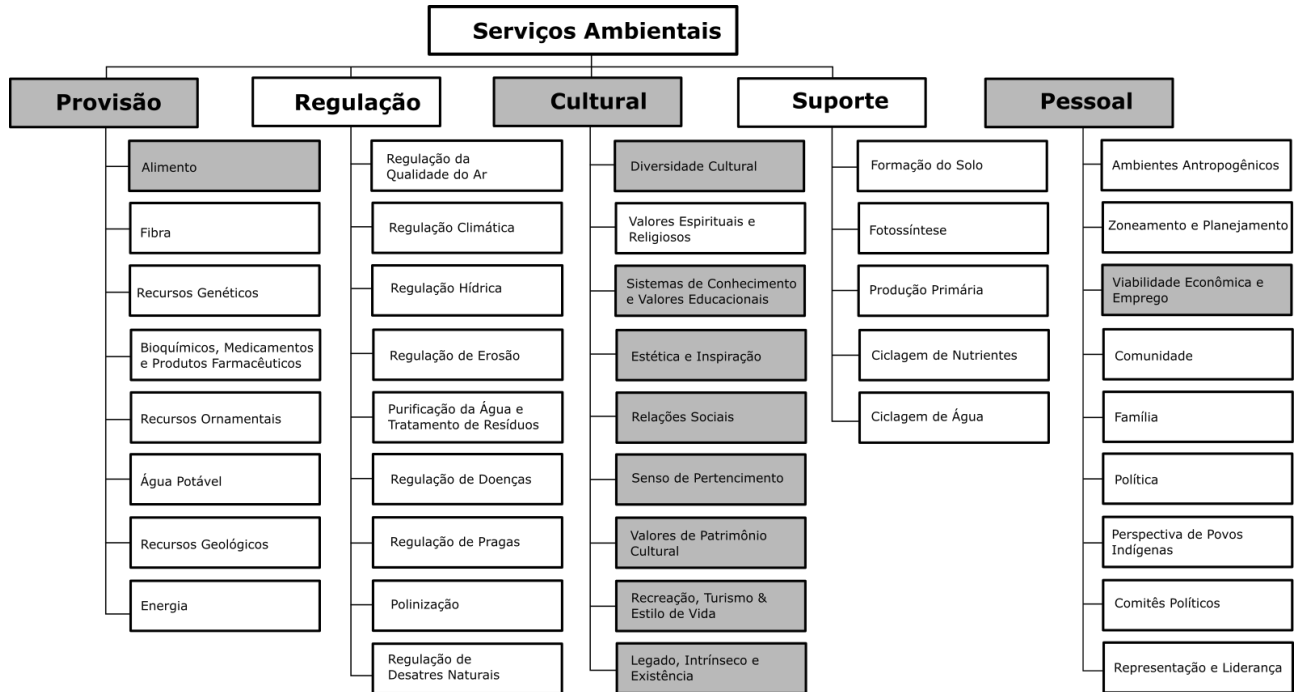 Serviços Ambientais
Provisão
Regulação
Cultural
Suporte
Pessoal
Alimento
Fibra
Recursos Genéticos
Bioquímicos, Medicamentos
e Produtos Farmacêuticos
Recursos Ornamentais
Água Potável
Recursos Geológicos
Energia
Regulação da
Qualidade do Ar
Regulação Climática
Regulação Hídrica
Regulação de Erosão
Purificação da Água e
Tratamento de Resíduos
Regulação de Doenças
Regulação de Pragas
Polinização
Regulação de
Desatres Naturais
Diversidade Cultural
Valores Espirituais e
Religiosos
Sistemas de Conhecimento
e Valores Educacionais
Estética e Inspiração
Relações Sociais
Senso de Pertencimento
Valores de Patrimônio
Cultural
Recreação, Turismo &
Estilo de Vida
Legado, Intrínseco e
Existência
Formação do Solo
Fotossíntese
Produção Primária
Ciclagem de Nutrientes
Ciclagem de Água
Ambientes Antropogênicos
Zoneamento e Planejamento
Viabilidade Econômica e
Emprego
Comunidade
Família
Política
Perspectiva de Povos
Indígenas
Comitês Políticos
Representação e Liderança